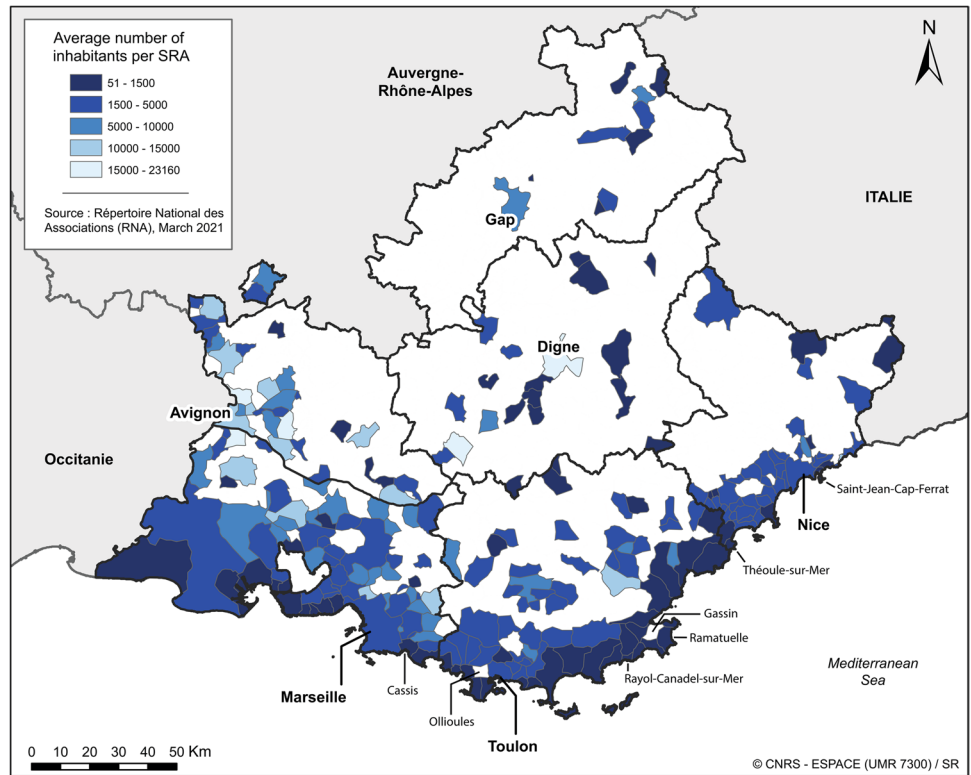 Average number of
inhabitants per SRA
51 - 1500
1500 - 5000
5000 - 10000
10000 - 15000
15000 - 23160
Source : Répertoire National des
Associations (RNA), March 2021
N
Auvergne-
Rhône-Alpes
ITALIE
Gap
Digne
Avignon
Occitanie
Saint-Jean-Cap-Ferrat
Nice
Théoule-sur-Mer
Gassin
Ramatuelle
Rayol-Canadel-sur-Mer
Mediterranean
Sea
Marseille
Cassis
Ollioules
Toulon
0 10 20 30 40 50 Km
© CNRS - ESPACE (UMR 7300) / SR